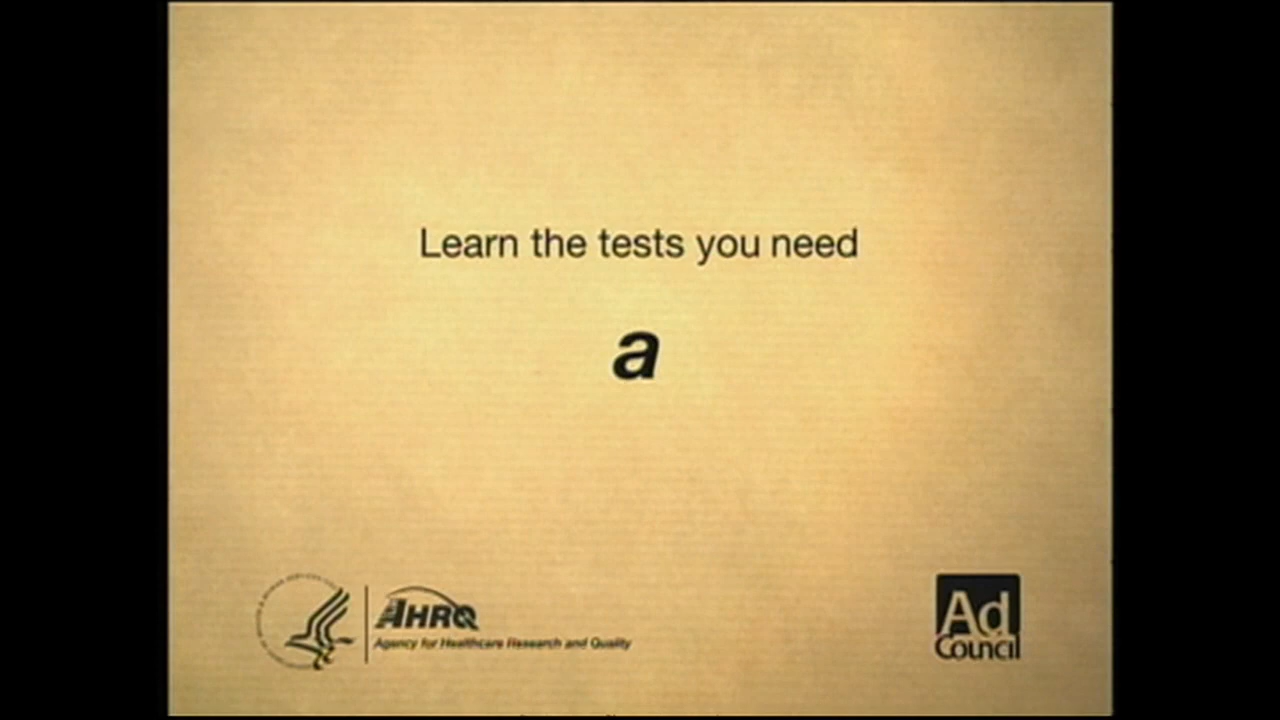 Learn the tests you need
a
AHRQ
Agency for Healthcare Research and Quality
Ad
Council